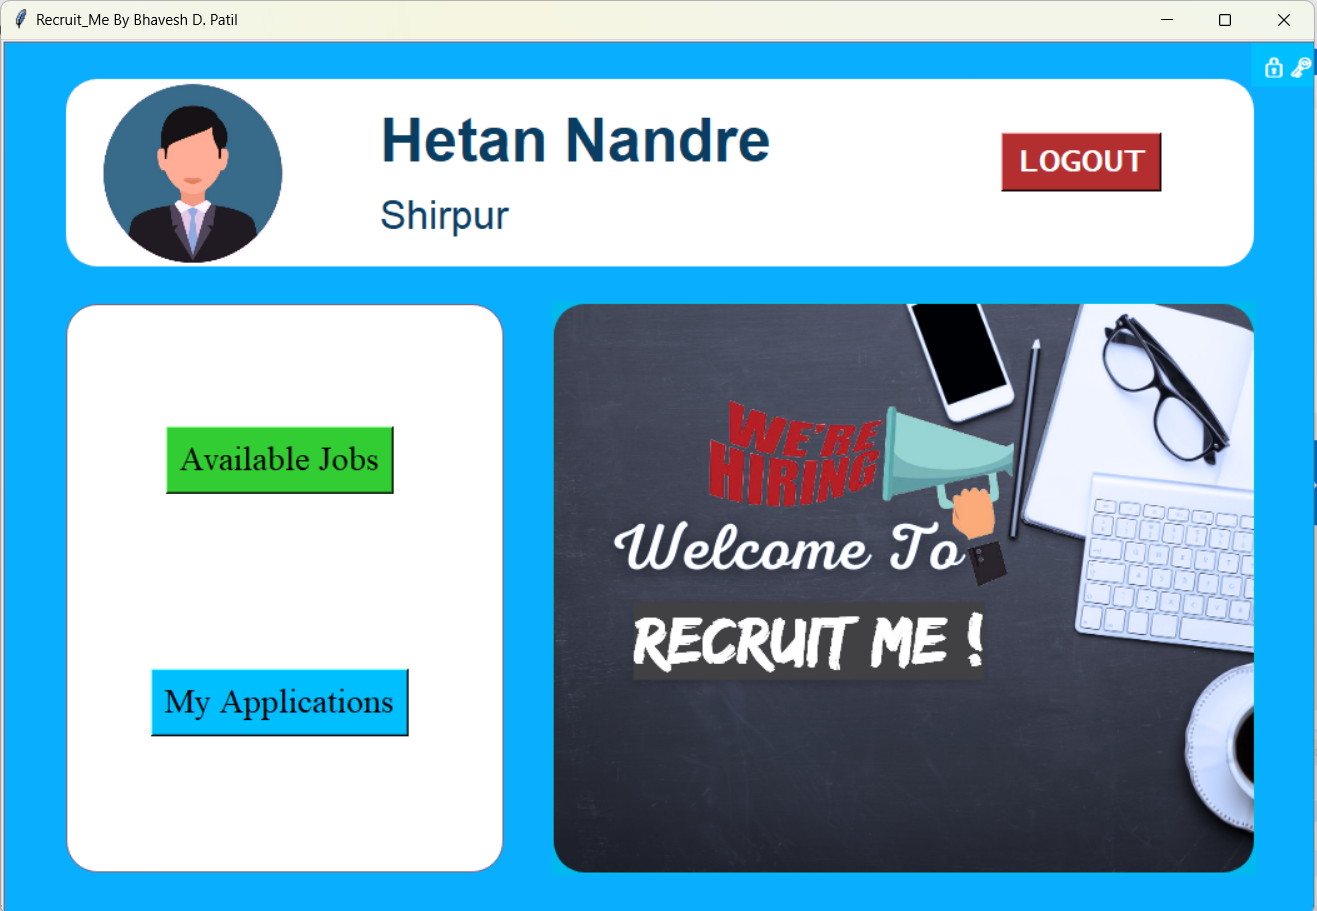 Recruit_Me By Bhavesh D. Patil
Hetan Nandre
Shirpur
LOGOUT
Available Jobs
My Applications
WE'RE
HIRING
Welcome To
RECRUIT ME !